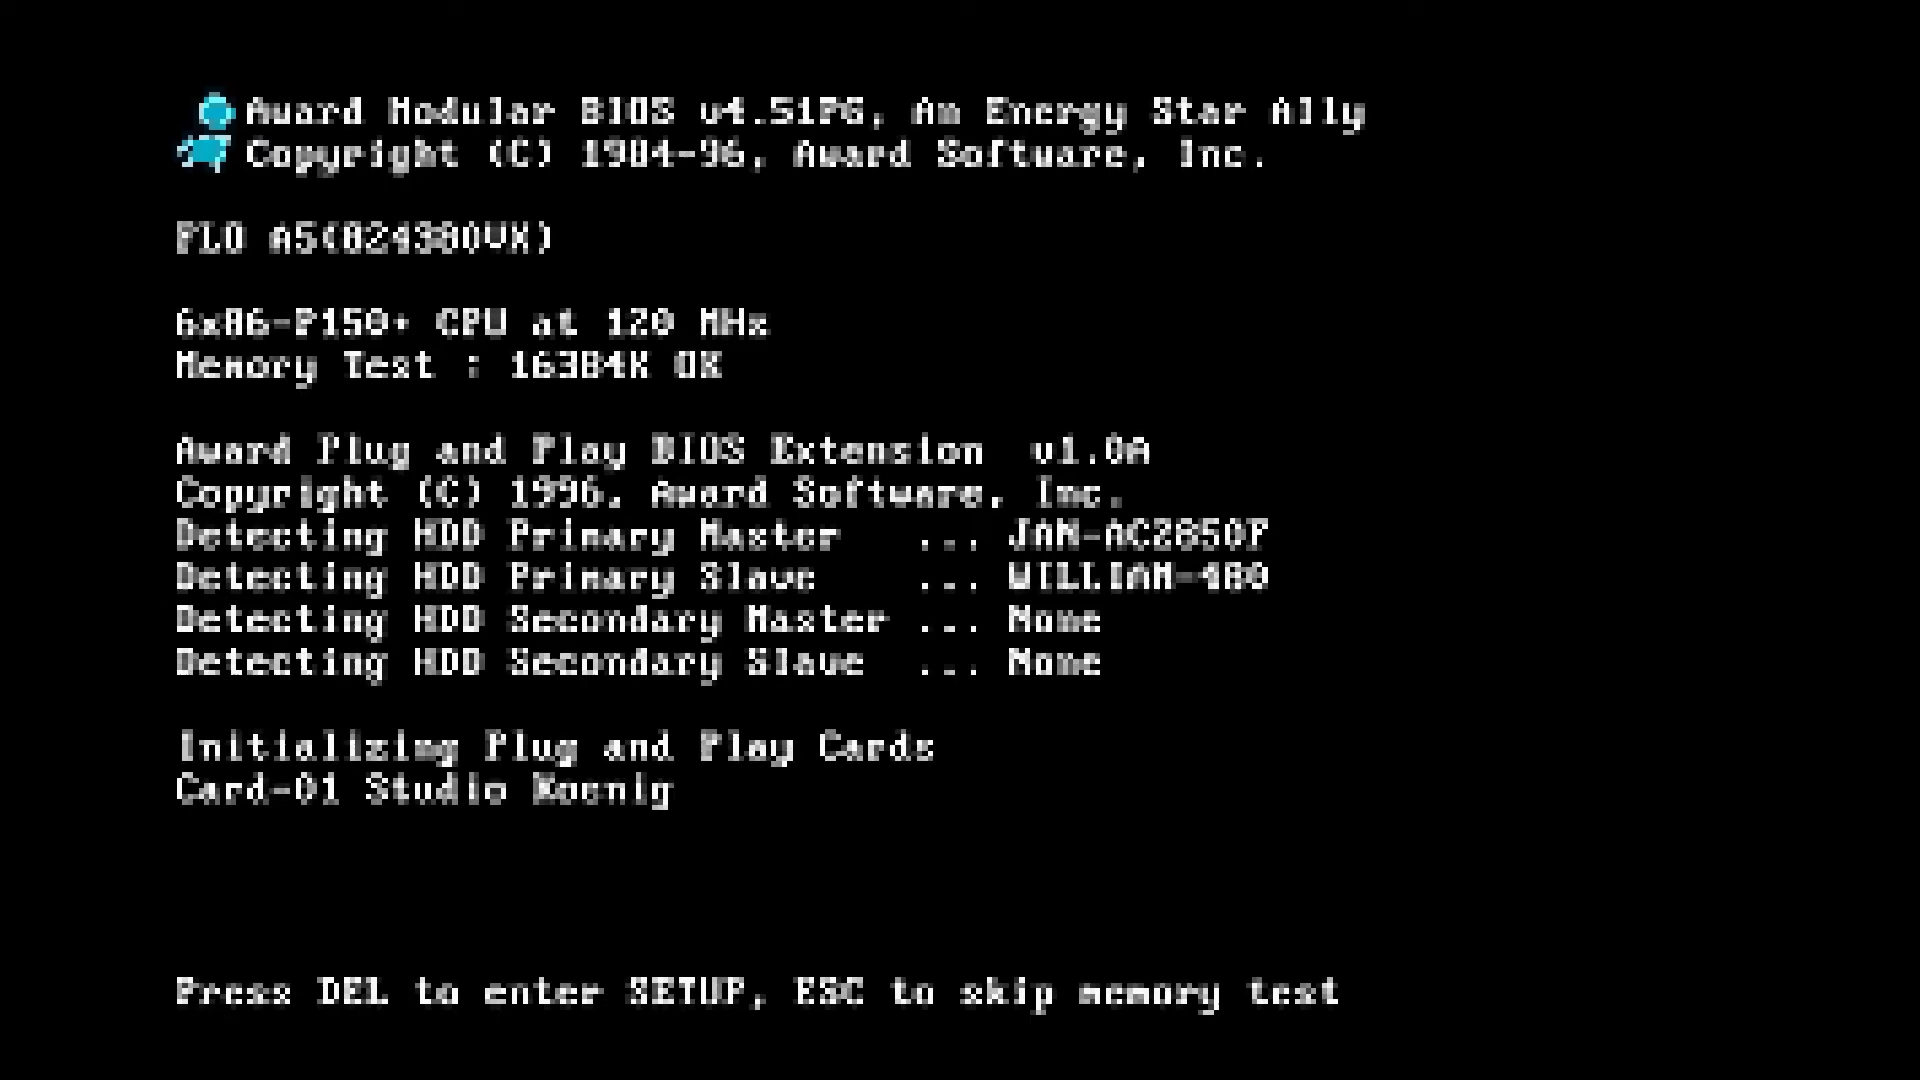 Award Modular BIOS v4.51PG, An Energy Star Ally
Copyright (C) 1984-96, Award Software, Inc.
FLO A5(82438OVX)
6x86-P150+ CPU at 120 MHz
Memory Test : 16384K OK
Award Plug and Play BIOS Extension v1.0A
Copyright (C) 1996, Award Software, Inc.
Detecting HDD Primary Master ... JAN-AC2850F
Detecting HDD Primary Slave ... WILLIAM-480
Detecting HDD Secondary Master ... None
Detecting HDD Secondary Slave ... None
Initializing Plug and Play Cards
Card-01 Studio Koenig
Press DEL to enter SETUP, ESC to skip memory test